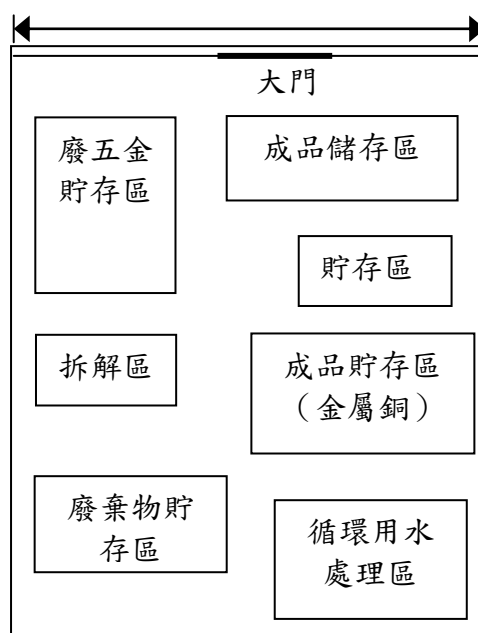 大門
廢五金
貯存區
成品儲存區
貯存區
拆解區
成品貯存區
（金屬銅）
廢棄物貯
存區
循環用水
處理區